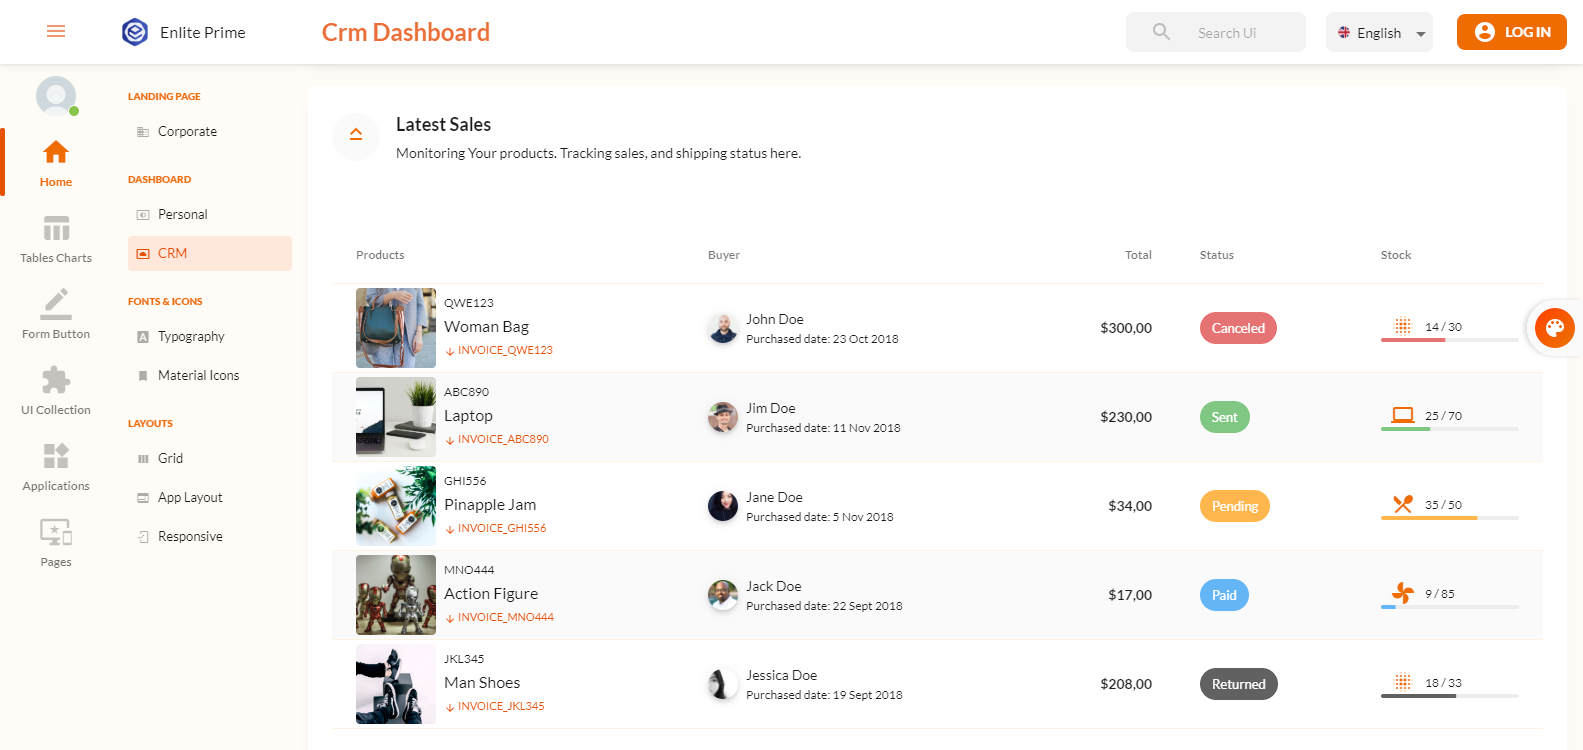 Enlite Prime
Crm Dashboard
Search Ui
English
LOG IN
Home
Tables Charts
Form Button
UI Collection
Applications
Pages
LANDING PAGE
Corporate
DASHBOARD
Personal
CRM
FONTS & ICONS
Typography
Material Icons
LAYOUTS
Grid
App Layout
Responsive
Latest Sales
Monitoring Your products. Tracking sales, and shipping status here.
Products Buyer Total Status Stock
QWE123
Woman Bag
INVOICE_QWE123
John Doe
Purchased date: 23 Oct 2018
$300,00
Canceled
14 / 30
ABC890
Laptop
INVOICE_ABC890
Jim Doe
Purchased date: 11 Nov 2018
$230,00
Sent
25 / 70
GHI556
Pinapple Jam
INVOICE_GHI556
Jane Doe
Purchased date: 5 Nov 2018
$34,00
Pending
35 / 50
MNO444
Action Figure
INVOICE_MNO444
Jack Doe
Purchased date: 22 Sept 2018
$17,00
Paid
9 / 85
JKL345
Man Shoes
INVOICE_JKL345
Jessica Doe
Purchased date: 19 Sept 2018
$208,00
Returned
18 / 33